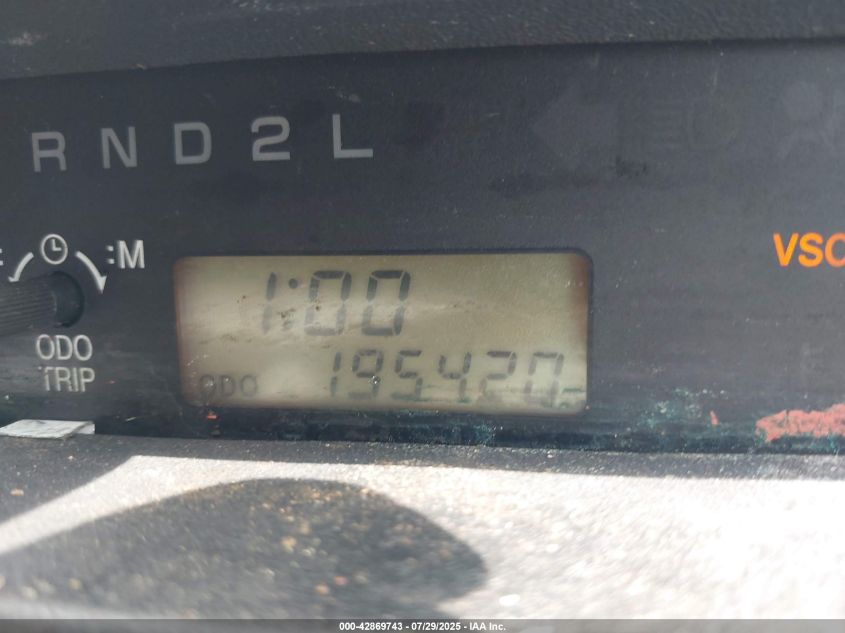 R N D 2 L
:M
ODO
TRIP
1:00
ODO 195420
VSC
000-42869743 - 07/29/2025 - IAA Inc.